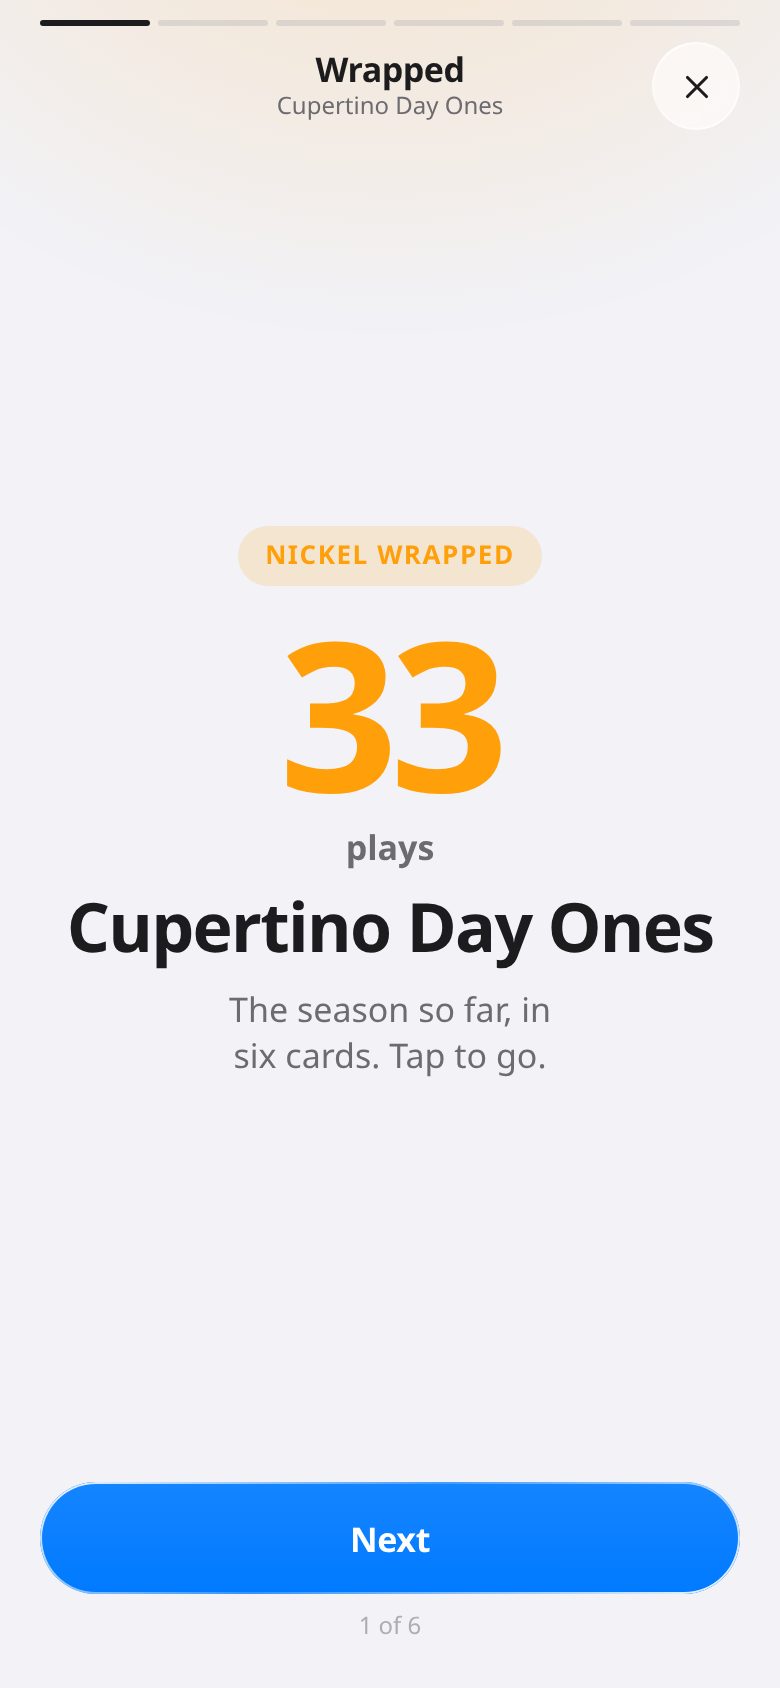 Wrapped
Cupertino Day Ones
NICKEL WRAPPED
33
plays
Cupertino Day Ones
The season so far, in
six cards. Tap to go.
Next
1 of 6